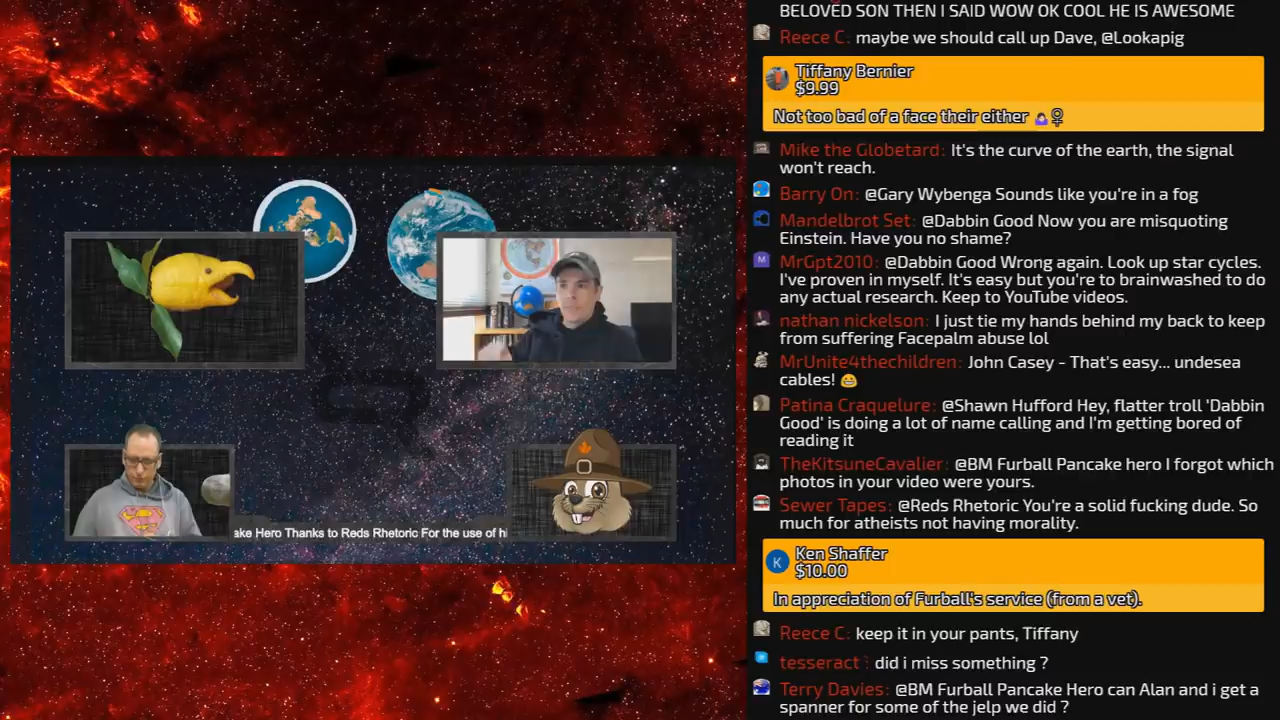 BELOVED SON THEN I SAID WOW OK COOL HE IS AWESOME
Reece C: maybe we should call up Dave, @Lookapig
Tiffany Bernier
$9.99
Not too bad of a face their either 🤷🏻‍♀
Mike the Globetard: It's the curve of the earth, the signal
won't reach.
Barry On: @Gary Wybenga Sounds like you're in a fog
Mandelbrot Set: @Dabbin Good Now you are misquoting
Einstein. Have you no shame?
M
MrGpt2010: @Dabbin Good Wrong again. Look up star cycles.
I've proven in myself. It's easy but you're to brainwashed to do
any actual research. Keep to YouTube videos.
nathan nickelson: I just tie my hands behind my back to keep
from suffering Facepalm abuse lol
MrUnite4thechildren: John Casey - That's easy... undesea
cables! 😁
Patina Craquelure: @Shawn Hufford Hey, flatter troll 'Dabbin
Good' is doing a lot of name calling and I'm getting bored of
reading it
TheKitsuneCavalier: @BM Furball Pancake hero I forgot which
photos in your video were yours.
Sewer Tapes: @Reds Rhetoric You're a solid fucking dude. So
much for atheists not having morality.
K
Ken Shaffer
$10.00
In appreciation of Furball's service (from a vet).
Reece C: keep it in your pants, Tiffany
tesseract : did i miss something ?
Terry Davies: @BM Furball Pancake Hero can Alan and i get a
spanner for some of the jelp we did ?
ake Hero Thanks to Reds Rhetoric For the use of hi